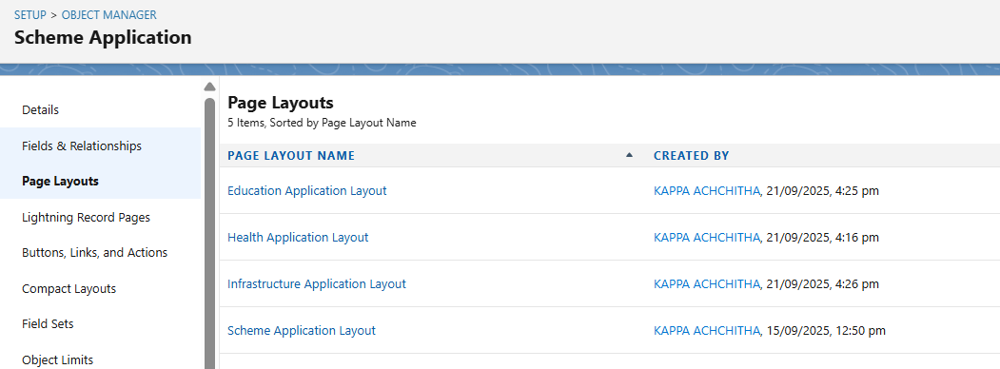 SETUP > OBJECT MANAGER
Scheme Application
Details
Fields & Relationships
Page Layouts
Lightning Record Pages
Buttons, Links, and Actions
Compact Layouts
Field Sets
Object Limits
Page Layouts
5 Items, Sorted by Page Layout Name
PAGE LAYOUT NAME CREATED BY
Education Application Layout KAPPA ACHCHITHA, 21/09/2025, 4:25 pm
Health Application Layout KAPPA ACHCHITHA, 21/09/2025, 4:16 pm
Infrastructure Application Layout KAPPA ACHCHITHA, 21/09/2025, 4:26 pm
Scheme Application Layout KAPPA ACHCHITHA, 15/09/2025, 12:50 pm